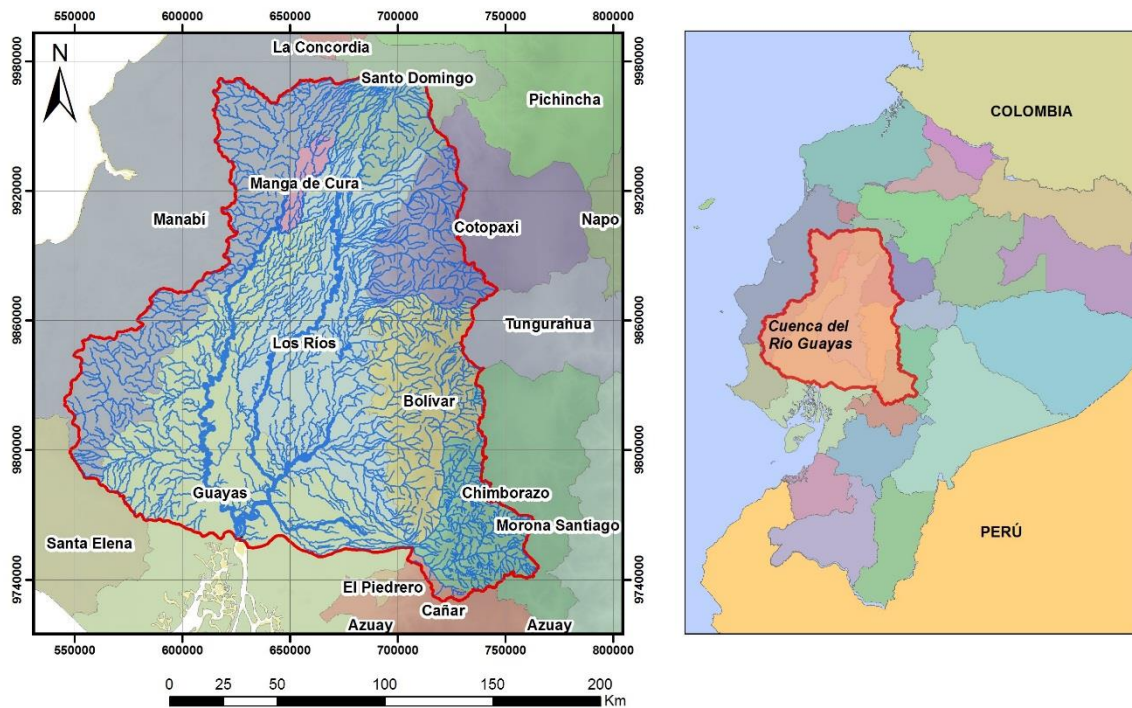 550000 600000 650000 700000 750000 800000
N
9980000 9980000
9920000 9920000
9860000 9860000
9800000 9800000
9740000 9740000
La Concordia
Santo Domingo
Pichincha
Manga de Cura
Manabí
Cotopaxi
Napo
Tungurahua
Los Ríos
Bolívar
Guayas
Chimborazo
Morona Santiago
Santa Elena
El Piedrero
Cañar
Azuay
Azuay
550000 600000 650000 700000 750000 800000
0 25 50 100 150 200
Km
COLOMBIA
Cuenca del
Río Guayas
PERÚ